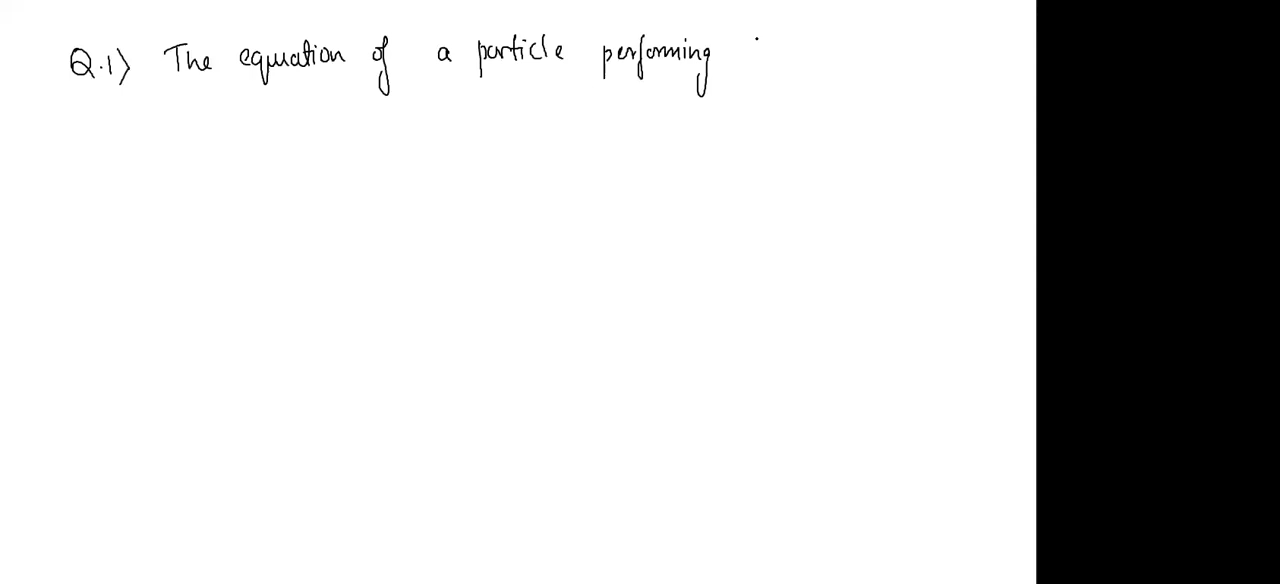 Q.1) The equation of a particle performing